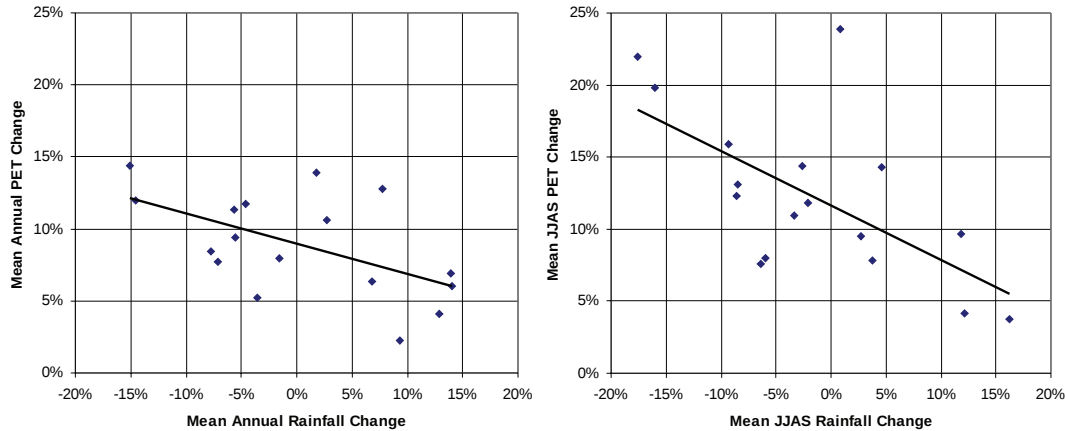 25%
20%
15%
10%
5%
0%
-20% -15% -10% -5% 0% 5% 10% 15% 20%
Mean Annual PET Change
Mean Annual Rainfall Change
25%
20%
15%
10%
5%
0%
-20% -15% -10% -5% 0% 5% 10% 15% 20%
Mean JJAS PET Change
Mean JJAS Rainfall Change